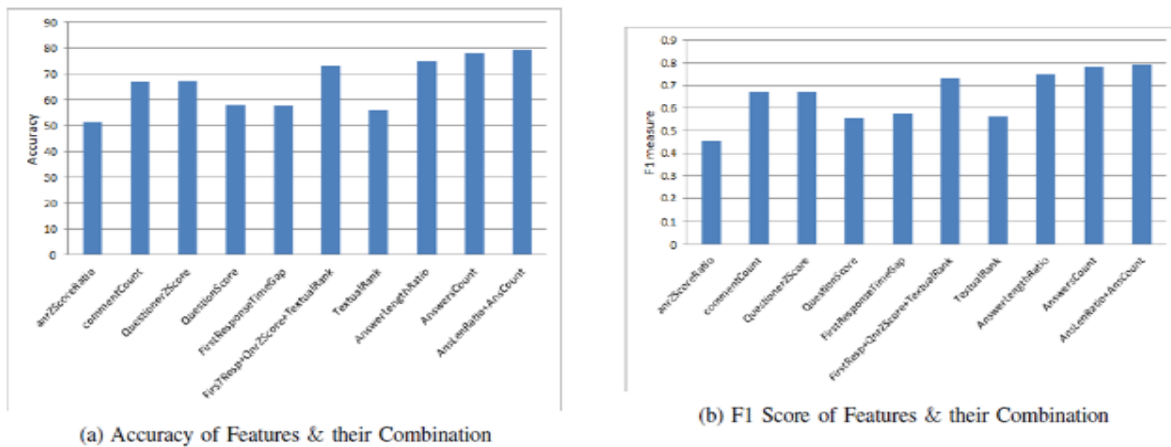 90
80
70
60
50
40
30
20
10
0
Accuracy
anrZScoreRatio
commentCount
QuestionerZScore
QuestionScore
FirstResponseTimeGap
FirstResp+QnrZScore+TextualRank
TextualRank
AnswerLengthRatio
AnswersCount
AnsLenRatio+AnsCount
(a) Accuracy of Features & their Combination
0.9
0.8
0.7
0.6
0.5
0.4
0.3
0.2
0.1
0
F1 measure
anrZScoreRatio
commentCount
QuestionerZScore
QuestionScore
FirstResponseTimeGap
FirstResp+QnrZScore+TextualRank
TextualRank
AnswerLengthRatio
AnswersCount
AnsLenRatio+AnsCount
(b) F1 Score of Features & their Combination